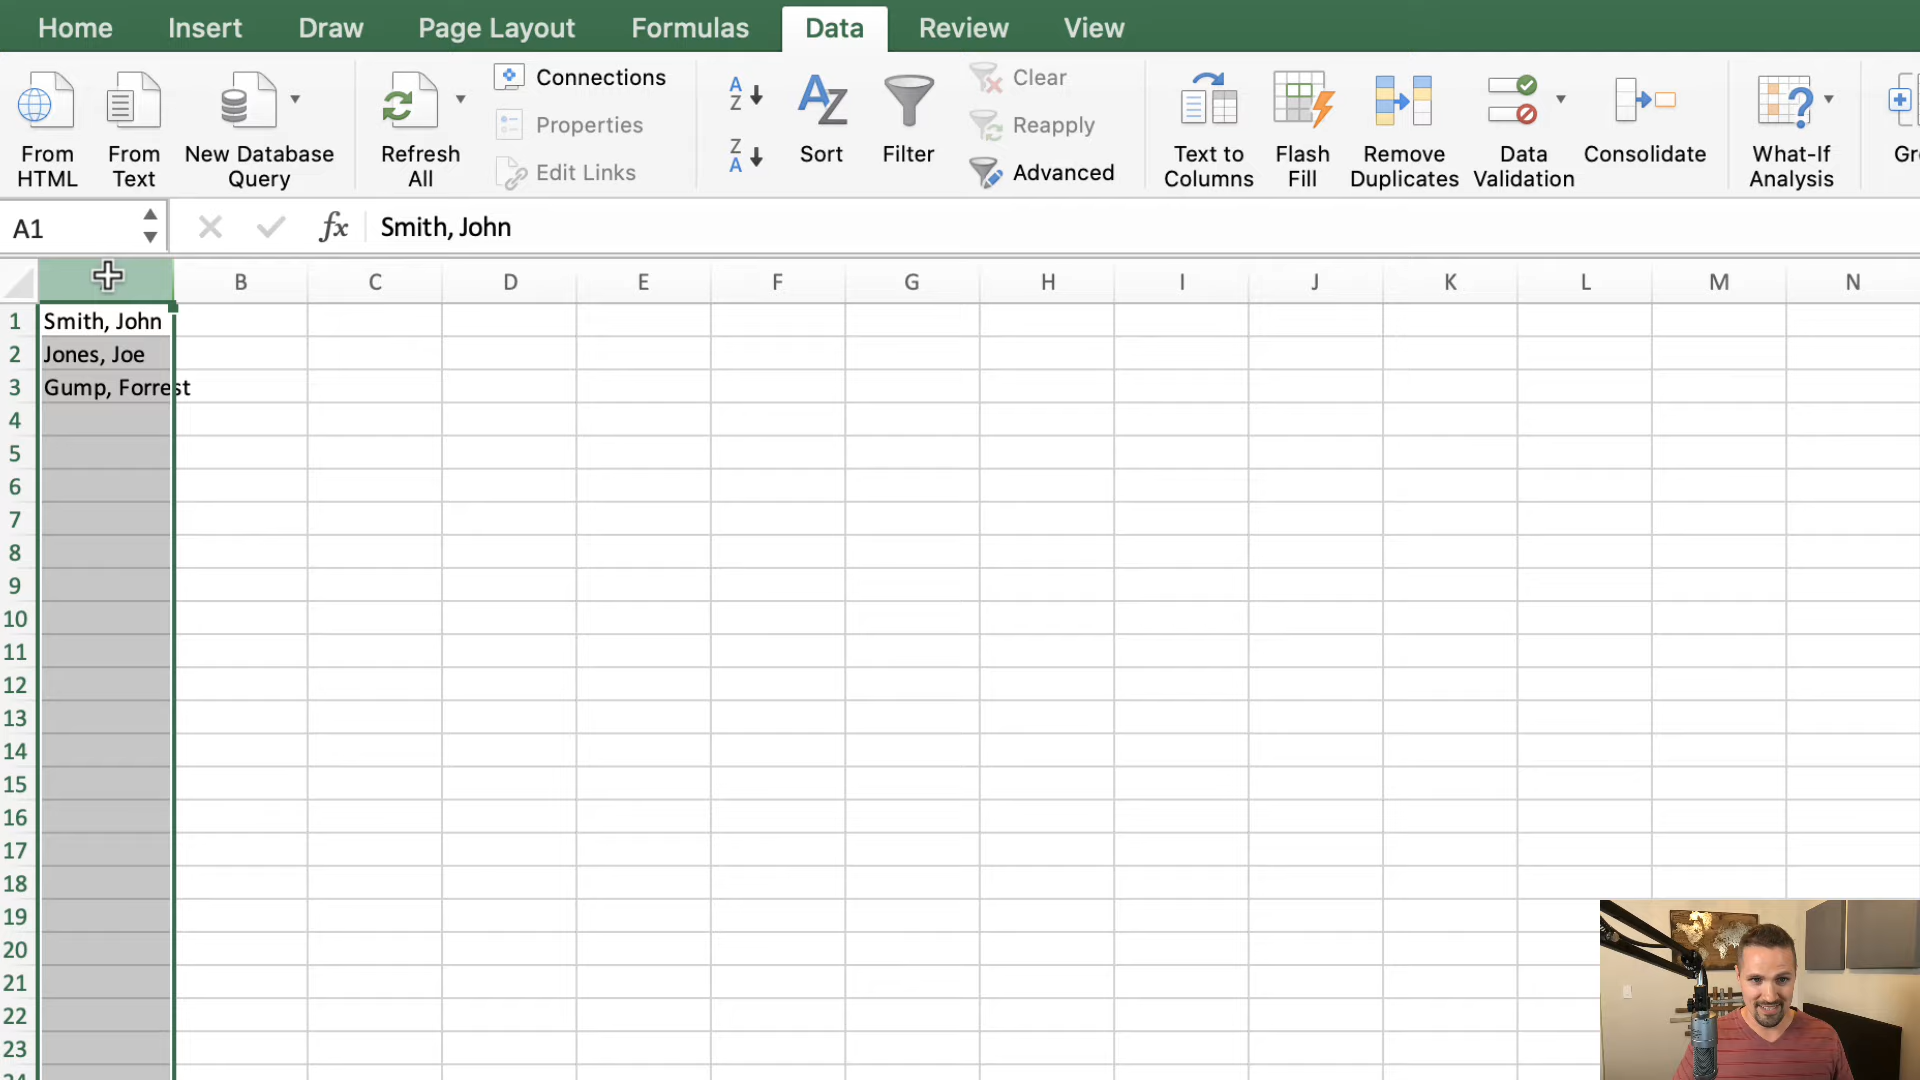 Home Insert Draw Page Layout Formulas Data Review View
From HTML
From Text
New Database Query
Refresh All
Connections
Properties
Edit Links
A Z
Z A
Sort
Filter
Clear
Reapply
Advanced
Text to Columns
Flash Fill
Remove Duplicates
Data Validation
Consolidate
What-If Analysis
A1 fx Smith, John
B C D E F G H I J K L M N
1 Smith, John
2 Jones, Joe
3 Gump, Forrest
4
5
6
7
8
9
10
11
12
13
14
15
16
17
18
19
20
21
22
23